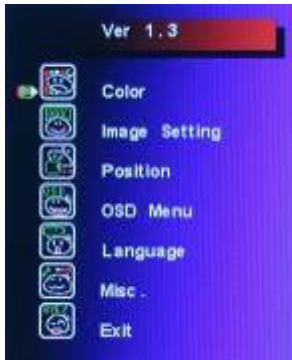 Ver 1.3
Color
Image Setting
Position
OSD Menu
Language
Misc.
Exit